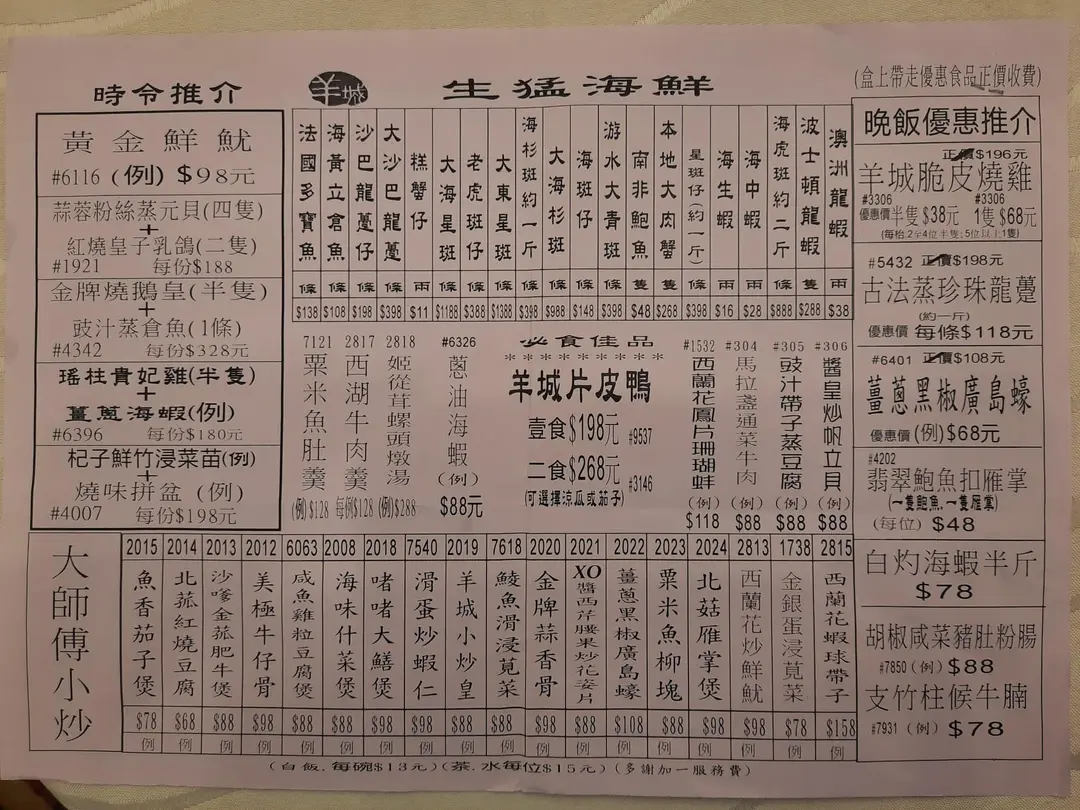 (盒上帶走優惠食品正價收費)
時令推介
黃金鮮魷
#6116 (例) $98元
蒜蓉粉絲蒸元貝(四隻)
+
紅燒皇子乳鴿(二隻)
#1921 每份$188
金牌燒鵝皇(半隻)
+
豉汁蒸倉魚(1條)
#4342 每份$328元
瑤柱貴妃雞(半隻)
+
薑蔥海蝦(例)
#6396 每份$180元
杞子鮮竹浸菜苗(例)
+
燒味拼盆(例)
#4007 每份$198元
羊城
生猛海鮮
法國多寶魚 條 $138
海黃立倉魚 條 $108
沙巴龍躉仔 條 $198
大沙巴龍躉 條 $398
糕蟹仔 兩 $11
大海星斑 條 $1188
老虎斑仔 條 $388
大東星斑 條 $1388
海杉斑約一斤 條 $398
大海杉斑 條 $988
海斑仔 條 $148
游水大青斑 條 $398
南非鮑魚 隻 $48
本地大肉蟹 隻 $268
星斑仔(約一斤) 條 $398
海生蝦 兩 $16
海中蝦 兩 $28
海虎斑約二斤 條 $888
波士頓龍蝦 隻 $288
澳洲龍蝦 兩 $38
7121 粟米魚肚羹 (例)$128
2817 西湖牛肉羹 每例$128
2818 姬從茸螺頭燉湯 (例)$288
#6326 蔥油海蝦 (例) $88元
必食佳品
*********
羊城片皮鴨
壹食$198元 #9537
二食$268元 #3146
(可選擇涼瓜或茄子)
#1532 西蘭花鳳片珊瑚蚌 (例) $118
#304 馬拉盞通菜牛肉 (例) $88
#305 豉汁帶子蒸豆腐 (例) $88
#306 醬皇炒帆立貝 (例) $88
晚飯優惠推介
正價$196元
羊城脆皮燒雞
#3306 #3306
優惠價半隻$38元 1隻$68元
(每枱,2至4位半隻;5位以上1隻)
#5432 正價$198元
古法蒸珍珠龍躉
(約一斤)
優惠價 每條$118元
#6401 正價$108元
薑蔥黑椒廣島蠔
優惠價 (例)$68元
#4202
翡翠鮑魚扣雁掌
(一隻鮑魚,一隻雁掌)
(每位) $48
白灼海蝦半斤
$78
胡椒咸菜豬肚粉腸
#7850 (例) $88
支竹柱候牛腩
#7931 (例) $78
大師傅小炒
2015 魚香茄子煲 $78 例
2014 北菰紅燒豆腐 $68 例
2013 沙嗲金菰肥牛煲 $88 例
2012 美極牛仔骨 $98 例
6063 咸魚雞粒豆腐煲 $88 例
2008 海味什菜煲 $88 例
2018 啫啫大鱔煲 $98 例
7540 滑蛋炒蝦仁 $98 例
2019 羊城小炒皇 $88 例
7618 鯪魚滑浸莧菜 $88 例
2020 金牌蒜香骨 $98 例
2021 XO醬西芹腰果炒花姿片 $88 例
2022 薑蔥黑椒廣島蠔 $108 例
2023 粟米魚柳塊 $88 例
2024 北菇雁掌煲 $98 例
2813 西蘭花炒鮮魷 $98 例
1738 金銀蛋浸莧菜 $78 例
2815 西蘭花蝦球帶子 $158 例
(白飯,每碗$13元)(茶,水每位$15元)(多謝加一服務費)